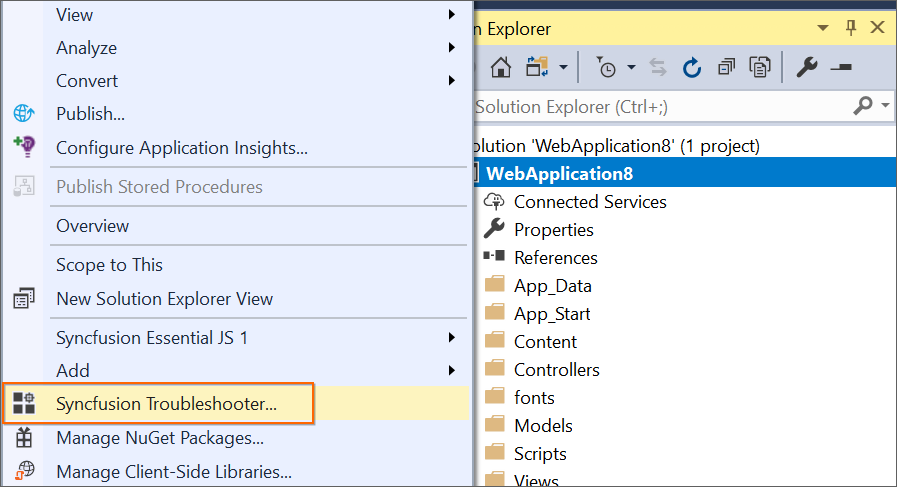 View
Analyze
Convert
Publish...
Configure Application Insights...
Publish Stored Procedures
Overview
Scope to This
New Solution Explorer View
Syncfusion Essential JS 1
Add
Syncfusion Troubleshooter...
Manage NuGet Packages...
Manage Client-Side Libraries...
n Explorer
Solution Explorer (Ctrl+;)
olution 'WebApplication8' (1 project)
WebApplication8
Connected Services
Properties
References
App_Data
App_Start
Content
Controllers
fonts
Models
Scripts
Views